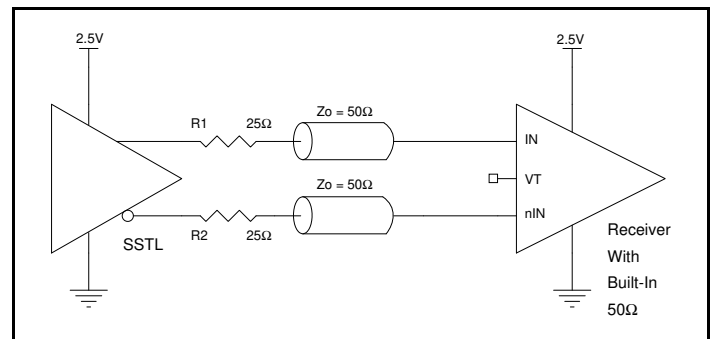 2.5V
2.5V
R1 25Ω
Zo = 50Ω
IN
VT
Zo = 50Ω
nIN
R2 25Ω
SSTL
Receiver
With
Built-In
50Ω